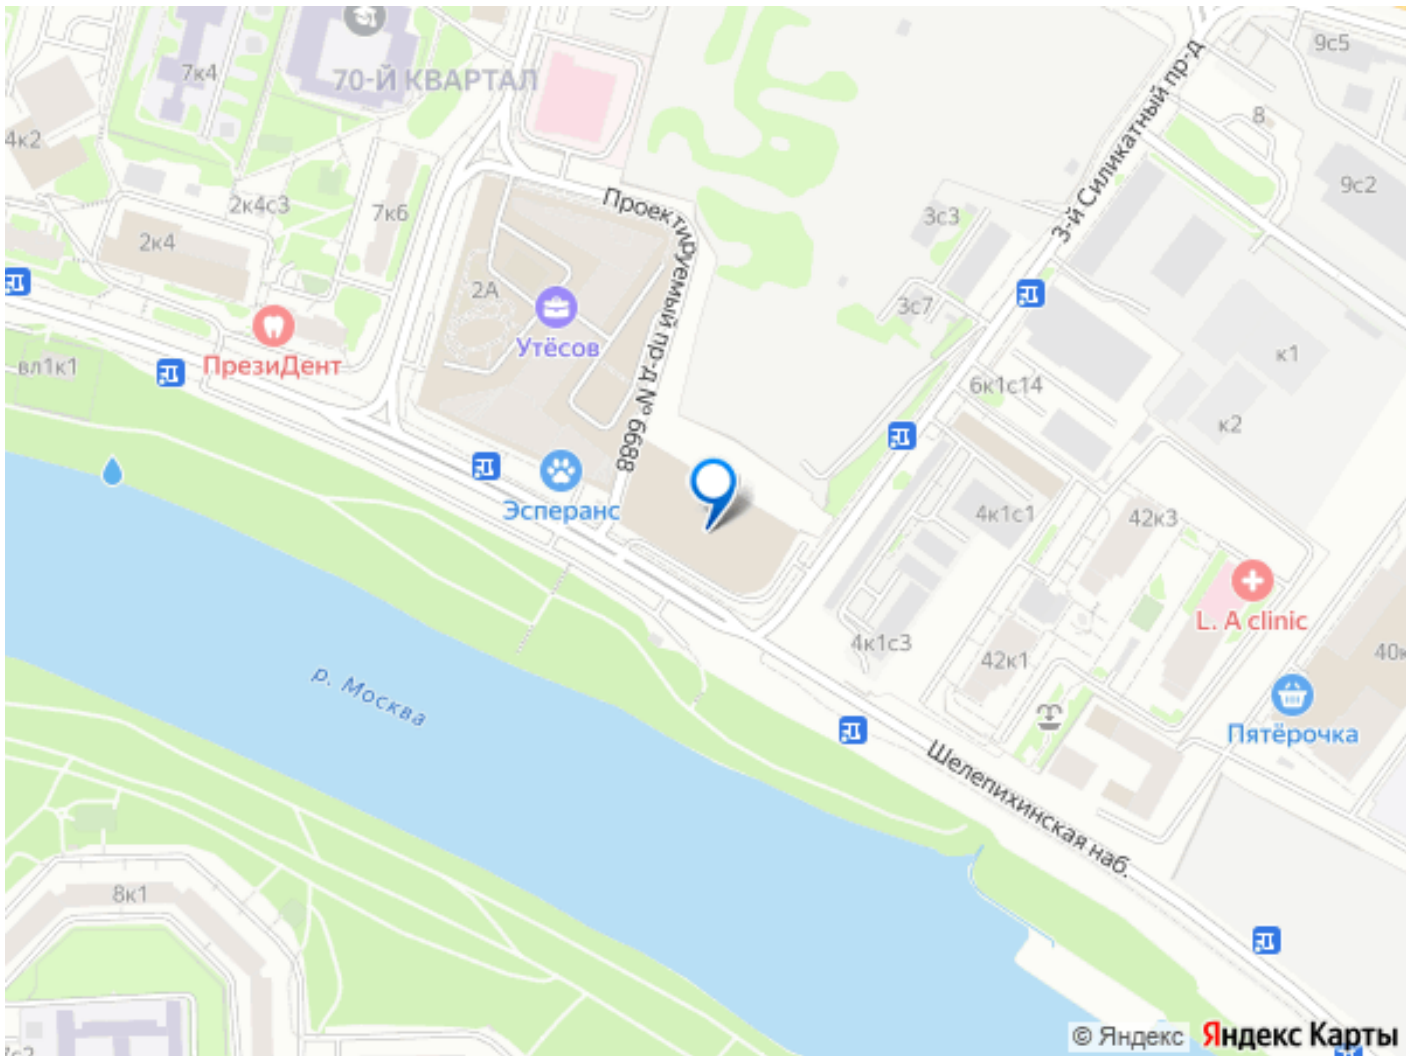 9с5
7к4
70-Й КВАРТАЛ
8
4к2
9с2
3-й Силикатный пр-д
2к4с3
7к6
Проектируемый пр-д № 6688
3с3
2к4
2А
3с7
Утёсов
ПрезиДент
вл1к1
к1
6к1с14
к2
Эсперанс
4к1с1
42к3
L. A clinic
4к1с3
42к1
40к
р. Москва
Пятёрочка
Шелепихинская наб.
8к1
© Яндекс
Яндекс Карты